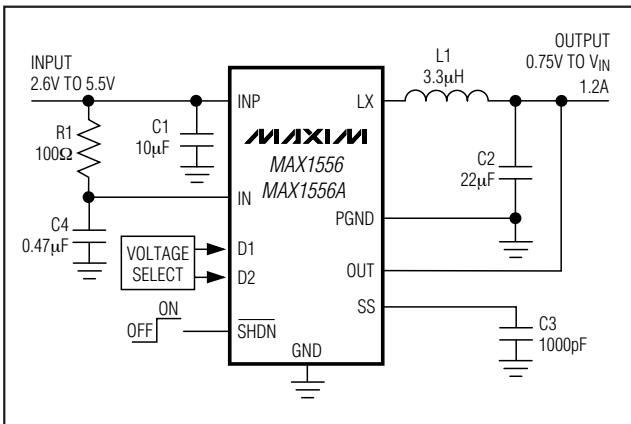 INPUT
2.6V TO 5.5V
R1
100Ω
C1
10μF
C4
0.47μF
VOLTAGE
SELECT
ON
OFF
INP
IN
D1
D2
SHDN
GND
MAXIM
MAX1556
MAX1556A
LX
PGND
OUT
SS
L1
3.3μH
OUTPUT
0.75V TO VIN
1.2A
C2
22μF
C3
1000pF